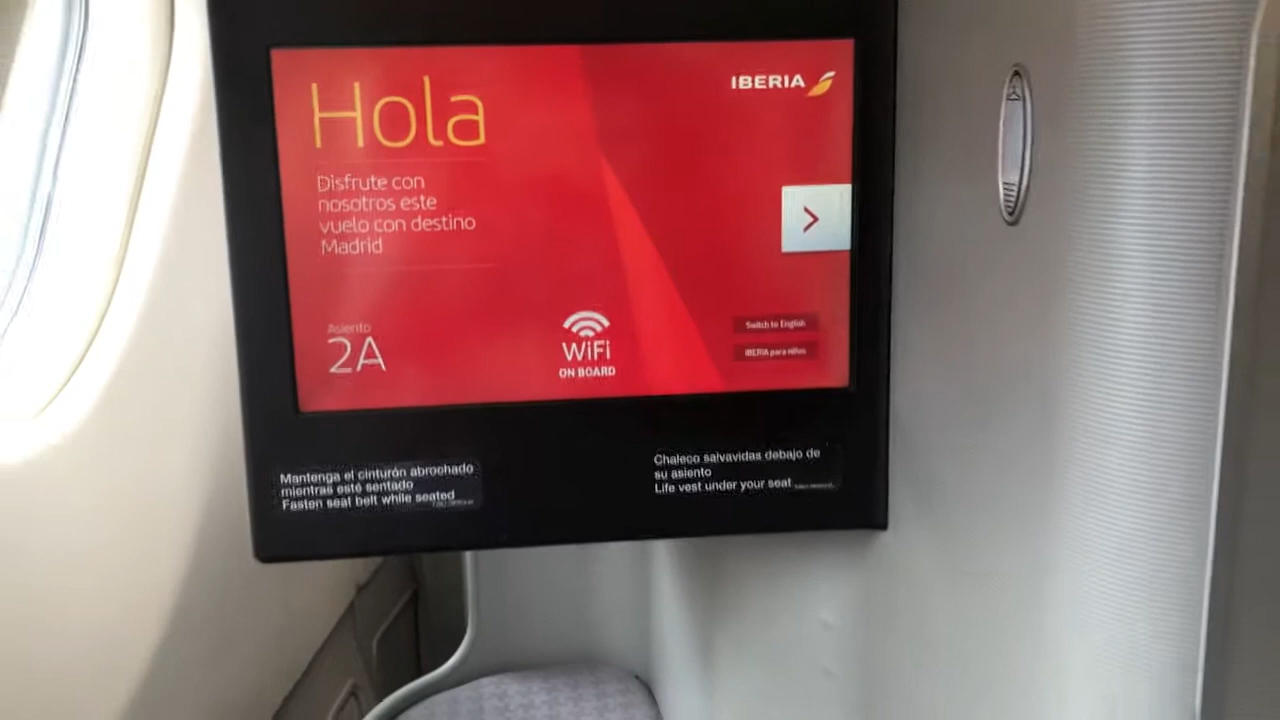 Hola
IBERIA
Disfrute con
nosotros este
vuelo con destino
Madrid
Asiento
2A
WiFi
ON BOARD
Switch to English
IBERIA para niños
Mantenga el cinturón abrochado
mientras esté sentado
Fasten seat belt while seated
Chaleco salvavidas debajo de
su asiento
Life vest under your seat